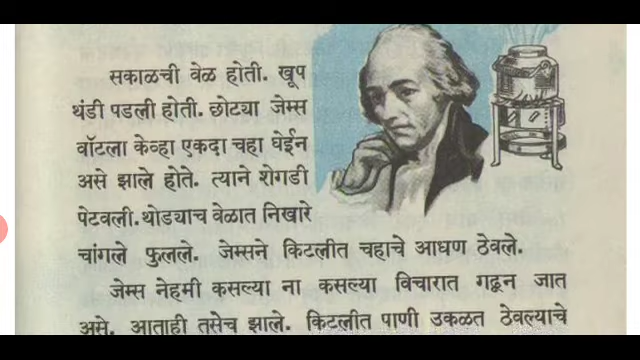 सकाळची वेळ होती. खूप
थंडी पडली होती. छोट्या जेम्स
वॉटला केव्हा एकदा चहा घेईन
असे झाले होते. त्याने शेगडी
पेटवली. थोड्याच वेळात निखारे
चांगले फुलले. जेम्सने किटलीत चहाचे आधण ठेवले.
जेम्स नेहमी कसल्या ना कसल्या विचारात गढून जात
असे. आताही तसेच झाले. किटलीत पाणी उकळत ठेवल्याचे